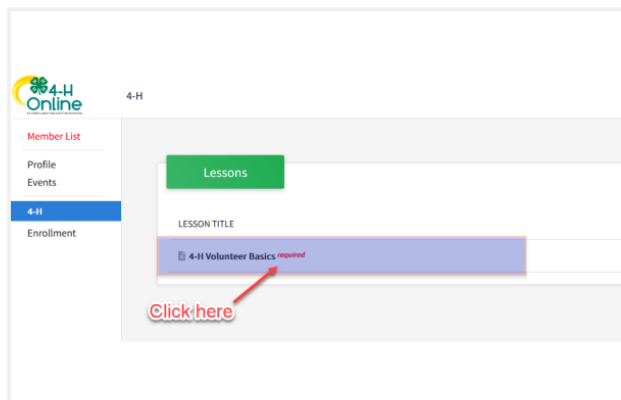 4-H
Online
4-H
Member List
Profile
Events
4-H
Enrollment
Lessons
LESSON TITLE
4-H Volunteer Basics required
Click here